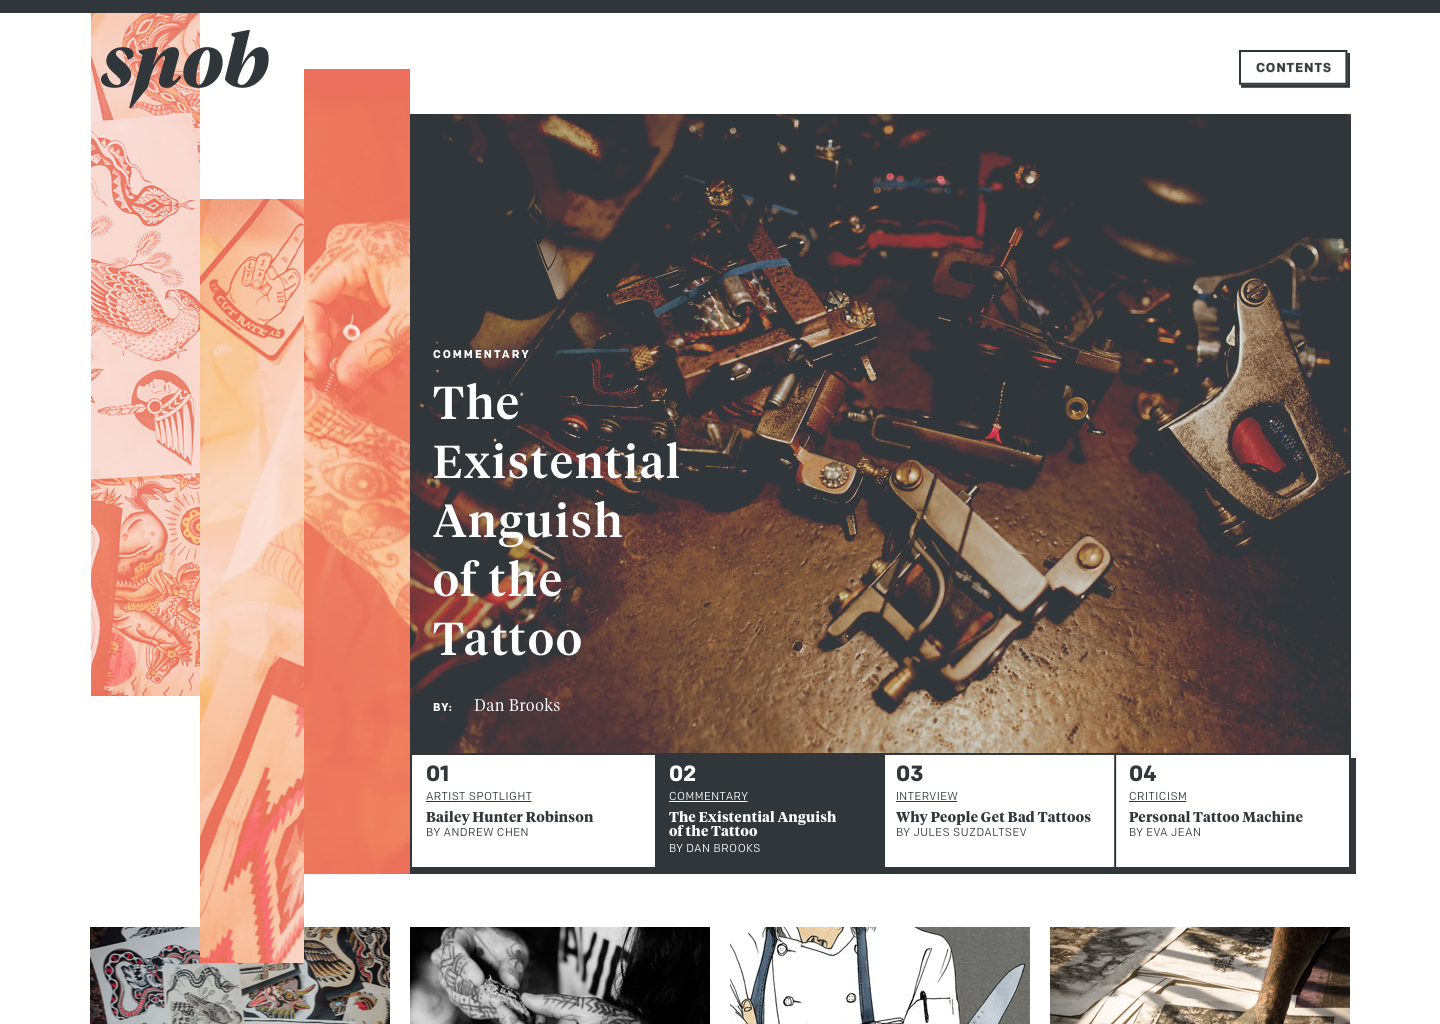 snob
CONTENTS
CUT RATE
COMMENTARY
The
Existential
Anguish
of the
Tattoo
BY: Dan Brooks
01
ARTIST SPOTLIGHT
Bailey Hunter Robinson
BY ANDREW CHEN
02
COMMENTARY
The Existential Anguish
of the Tattoo
BY DAN BROOKS
03
INTERVIEW
Why People Get Bad Tattoos
BY JULES SUZDALTSEV
04
CRITICISM
Personal Tattoo Machine
BY EVA JEAN